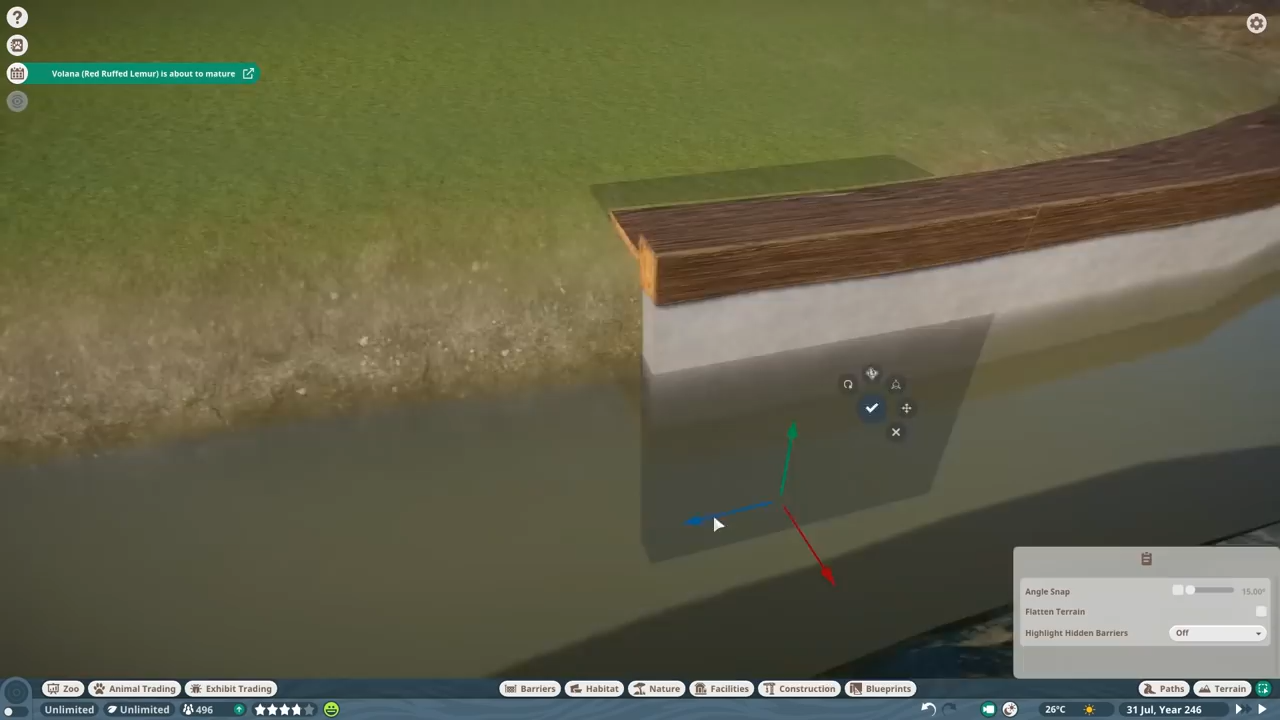 ?
Volana (Red Ruffed Lemur) is about to mature
Angle Snap 15.00°
Flatten Terrain
Highlight Hidden Barriers Off
Zoo Animal Trading Exhibit Trading Barriers Habitat Nature Facilities Construction Blueprints Paths Terrain
Unlimited Unlimited 496 26°C 31 Jul, Year 246